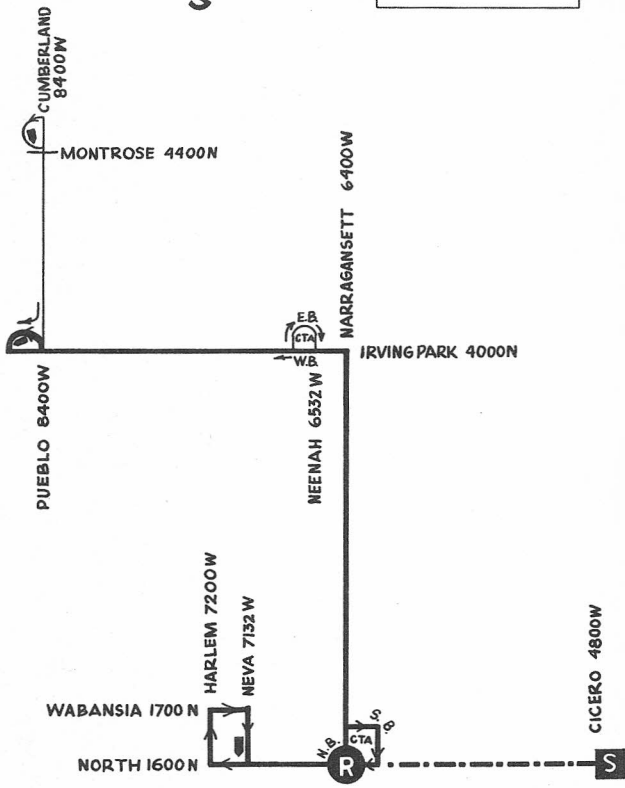 CUMBERLAND
8400W
MONTROSE 4400N
NARRAGANSETT 6400W
E.B.
CTA
W.B.
IRVING PARK 4000N
PUEBLO 8400W
NEENAH 6532W
HARLEM 7200W
NEVA 7132W
CICERO 4800W
WABANSIA 1700N
S.B.
N.B.
CTA
NORTH 1600N
R
S